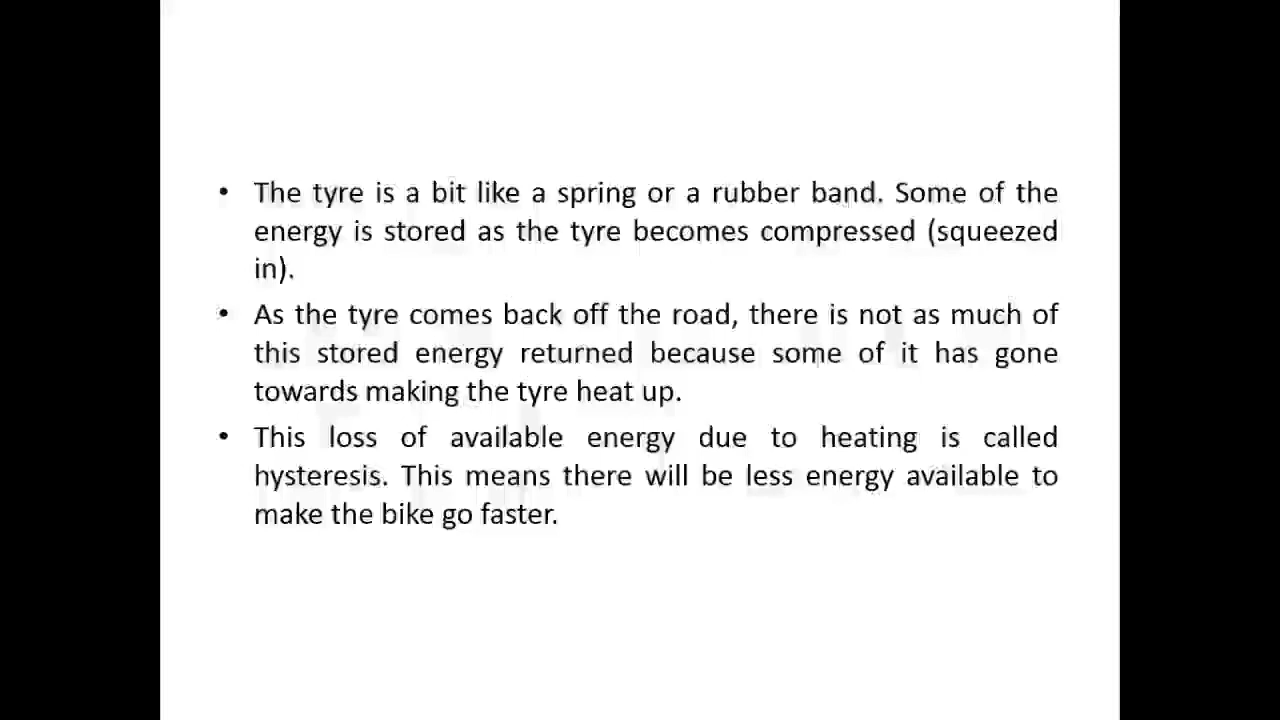 • The tyre is a bit like a spring or a rubber band. Some of the
energy is stored as the tyre becomes compressed (squeezed
in).
• As the tyre comes back off the road, there is not as much of
this stored energy returned because some of it has gone
towards making the tyre heat up.
• This loss of available energy due to heating is called
hysteresis. This means there will be less energy available to
make the bike go faster.